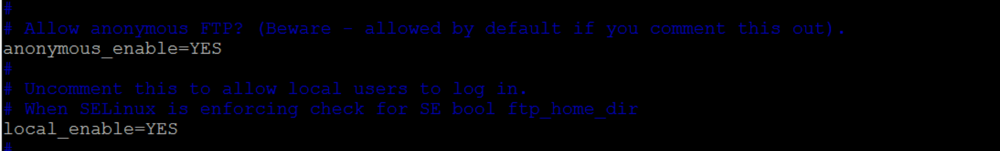 #
# Allow anonymous FTP? (Beware - allowed by default if you comment this out).
anonymous_enable=YES
#
# Uncomment this to allow local users to log in.
# When SELinux is enforcing check for SE bool ftp_home_dir
local_enable=YES
#